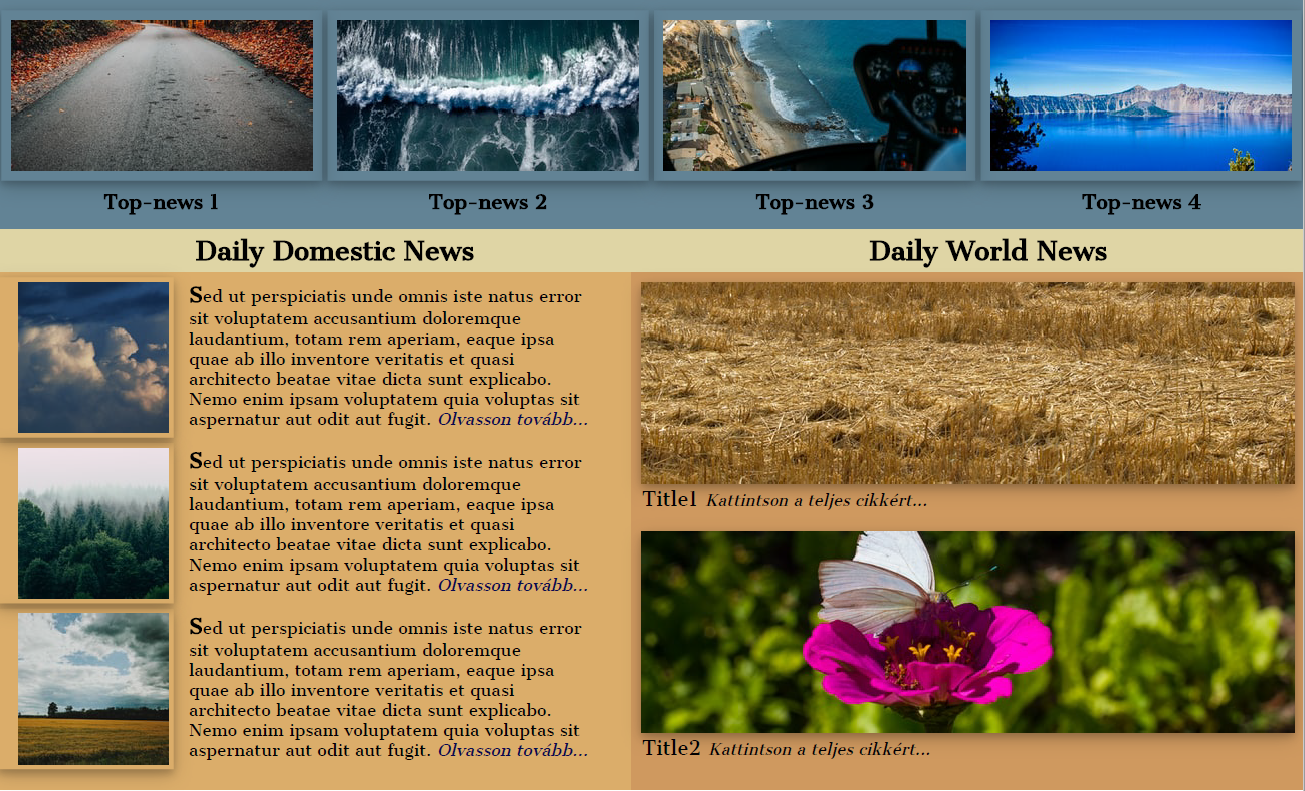 Top-news 1
Top-news 2
Top-news 3
Top-news 4
Daily Domestic News
Daily World News
Sed ut perspiciatis unde omnis iste natus error
sit voluptatem accusantium doloremque
laudantium, totam rem aperiam, eaque ipsa
quae ab illo inventore veritatis et quasi
architecto beatae vitae dicta sunt explicabo.
Nemo enim ipsam voluptatem quia voluptas sit
aspernatur aut odit aut fugit. Olvasson tovább...
Sed ut perspiciatis unde omnis iste natus error
sit voluptatem accusantium doloremque
laudantium, totam rem aperiam, eaque ipsa
quae ab illo inventore veritatis et quasi
architecto beatae vitae dicta sunt explicabo.
Nemo enim ipsam voluptatem quia voluptas sit
aspernatur aut odit aut fugit. Olvasson tovább...
Sed ut perspiciatis unde omnis iste natus error
sit voluptatem accusantium doloremque
laudantium, totam rem aperiam, eaque ipsa
quae ab illo inventore veritatis et quasi
architecto beatae vitae dicta sunt explicabo.
Nemo enim ipsam voluptatem quia voluptas sit
aspernatur aut odit aut fugit. Olvasson tovább...
Title1 Kattintson a teljes cikkért...
Title2 Kattintson a teljes cikkért...